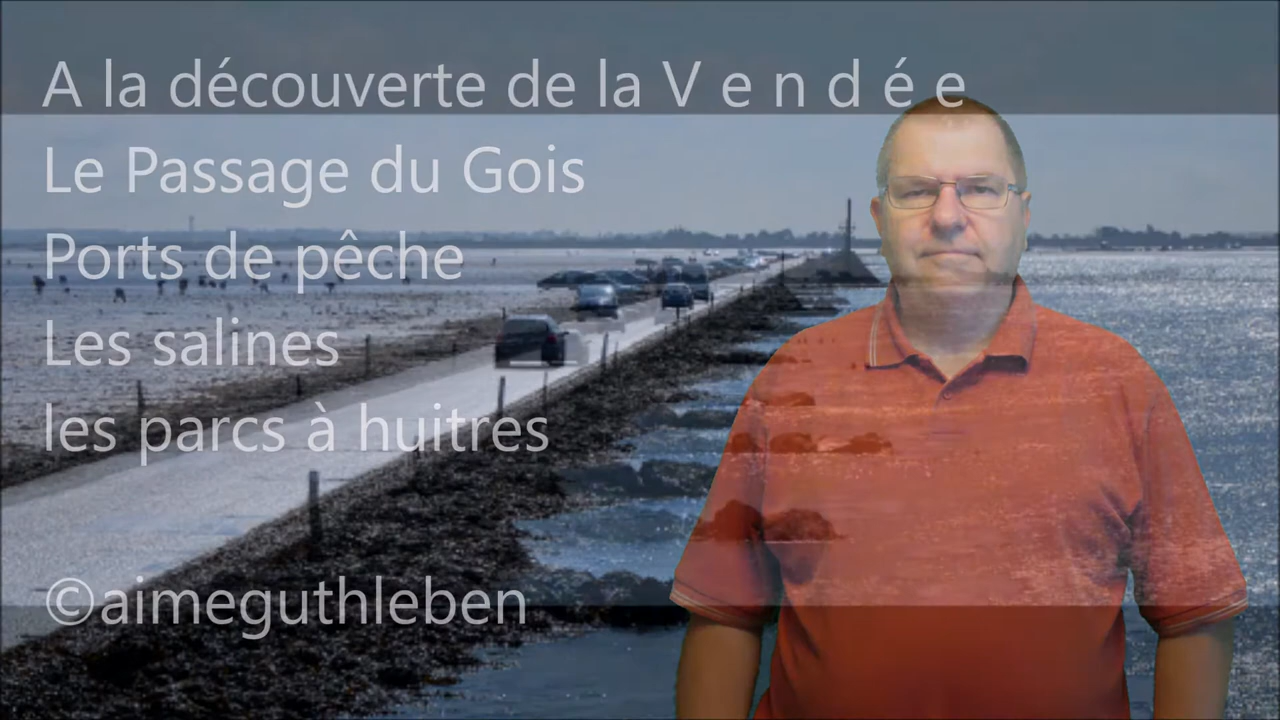 A la découverte de la V e n d é e
Le Passage du Gois
Ports de pêche
Les salines
les parcs à huitres
©aimeguthleben